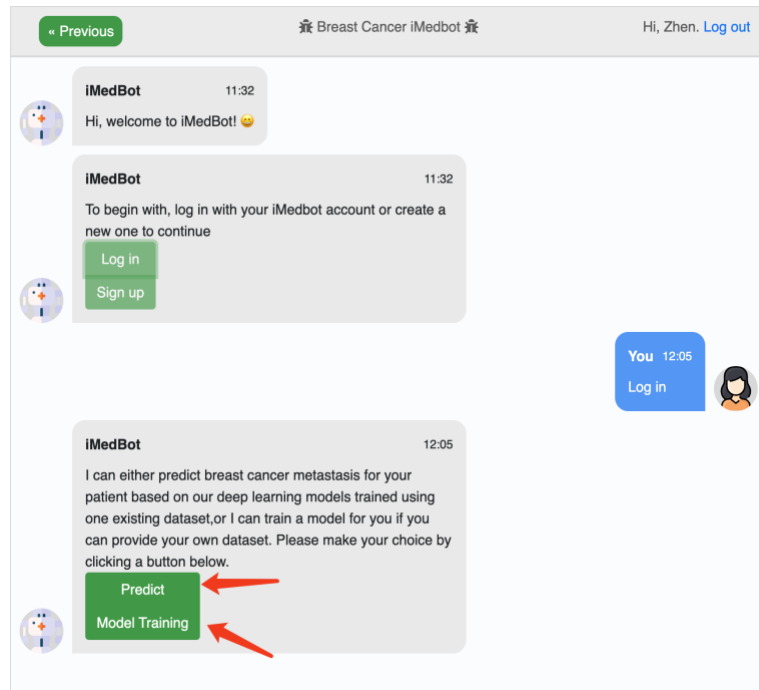 « Previous
Breast Cancer iMedbot
Hi, Zhen. Log out
iMedBot 11:32
Hi, welcome to iMedBot! 😀
iMedBot 11:32
To begin with, log in with your iMedbot account or create a
new one to continue
Log in
Sign up
You 12:05
Log in
iMedBot 12:05
I can either predict breast cancer metastasis for your
patient based on our deep learning models trained using
one existing dataset,or I can train a model for you if you
can provide your own dataset. Please make your choice by
clicking a button below.
Predict
Model Training